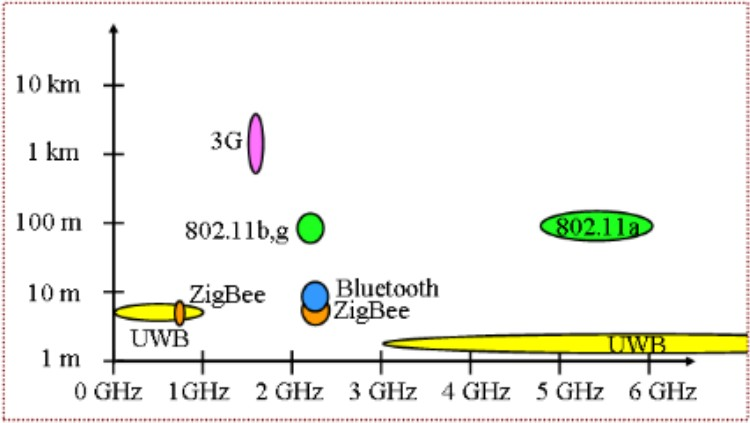 10 km
3G
1 km
100 m
802.11b,g
802.11a
10 m
ZigBee
Bluetooth
ZigBee
UWB
UWB
1 m
0 GHz 1GHz 2 GHz 3 GHz 4 GHz 5 GHz 6 GHz